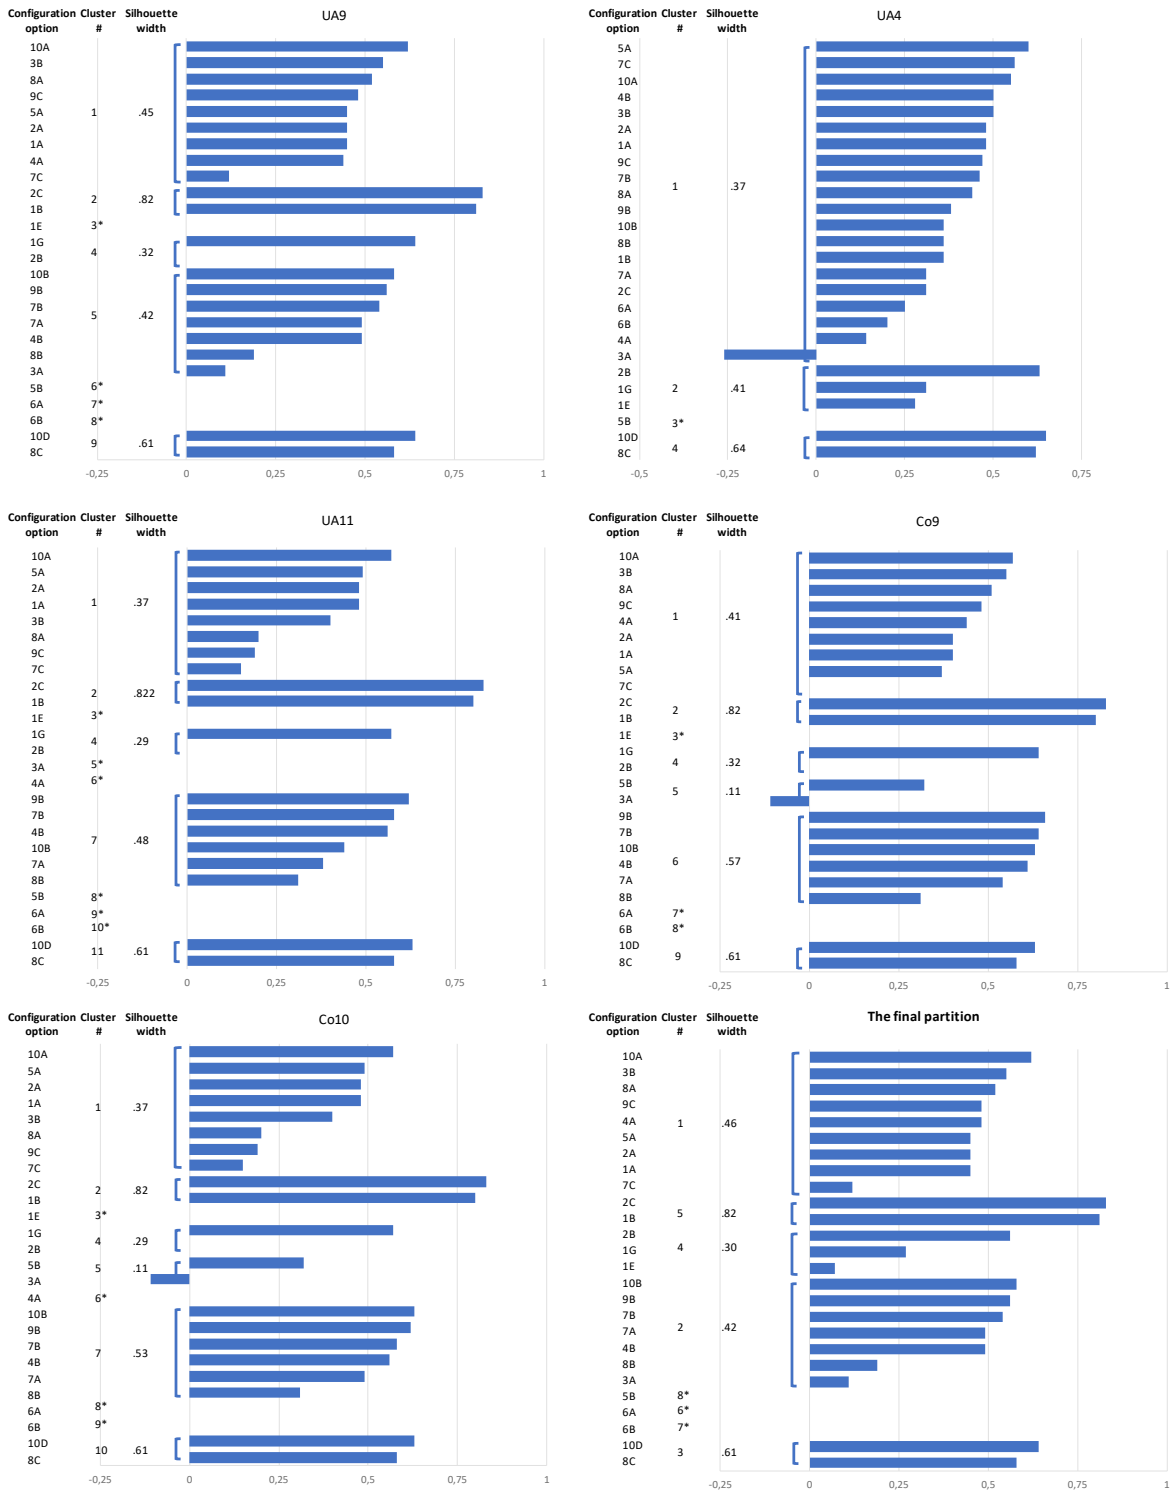 UA9
Configuration Cluster Silhouette
option # width
10A
3B
8A
9C
5A 1 .45
2A
1A
4A
7C
2C
2 .82
1B
1E 3*
1G
4 .32
2B
10B
9B
7B
5 .42
7A
4B
8B
3A
5B 6*
6A 7*
6B 8*
10D
9 .61
8C
-0,25 0 0,25 0,5 0,75 1
UA4
Configuration Cluster Silhouette
option # width
5A
7C
10A
4B
3B
2A
1A
9C
7B
1 .37
8A
9B
10B
8B
1B
7A
2C
6A
6B
4A
3A
2B
1G 2 .41
1E
5B 3*
10D
4 .64
8C
-0,5 -0,25 0 0,25 0,5 0,75
UA11
Configuration Cluster Silhouette
option # width
10A
5A
2A
1A 1 .37
3B
8A
9C
7C
2C
2 .822
1B
1E 3*
1G
4 .29
2B
3A 5*
4A 6*
9B
7B
4B
7 .48
10B
7A
8B
5B 8*
6A 9*
6B 10*
10D
11 .61
8C
-0,25 0 0,25 0,5 0,75 1
Co9
Configuration Cluster Silhouette
option # width
10A
3B
8A
9C
1 .41
4A
2A
1A
5A
7C
2C
2 .82
1B
1E 3*
1G
4 .32
2B
5B
5 .11
3A
9B
7B
10B
6 .57
4B
7A
8B
6A 7*
6B 8*
10D
9 .61
8C
-0,25 0 0,25 0,5 0,75 1
Co10
Configuration Cluster Silhouette
option # width
10A
5A
2A
1A
1 .37
3B
8A
9C
7C
2C
2 .82
1B
1E 3*
1G
4 .29
2B
5B
5 .11
3A
4A 6*
10B
9B
7B
7 .53
4B
7A
8B
6A 8*
6B 9*
10D
10 .61
8C
-0,25 0 0,25 0,5 0,75 1
The final partition
Configuration Cluster Silhouette
option # width
10A
3B
8A
9C
4A 1 .46
5A
2A
1A
7C
2C
5 .82
1B
2B
4 .30
1G
1E
10B
9B
7B
2 .42
7A
4B
8B
3A
5B 8*
6A 6*
6B 7*
10D
3 .61
8C
-0,25 0 0,25 0,5 0,75 1